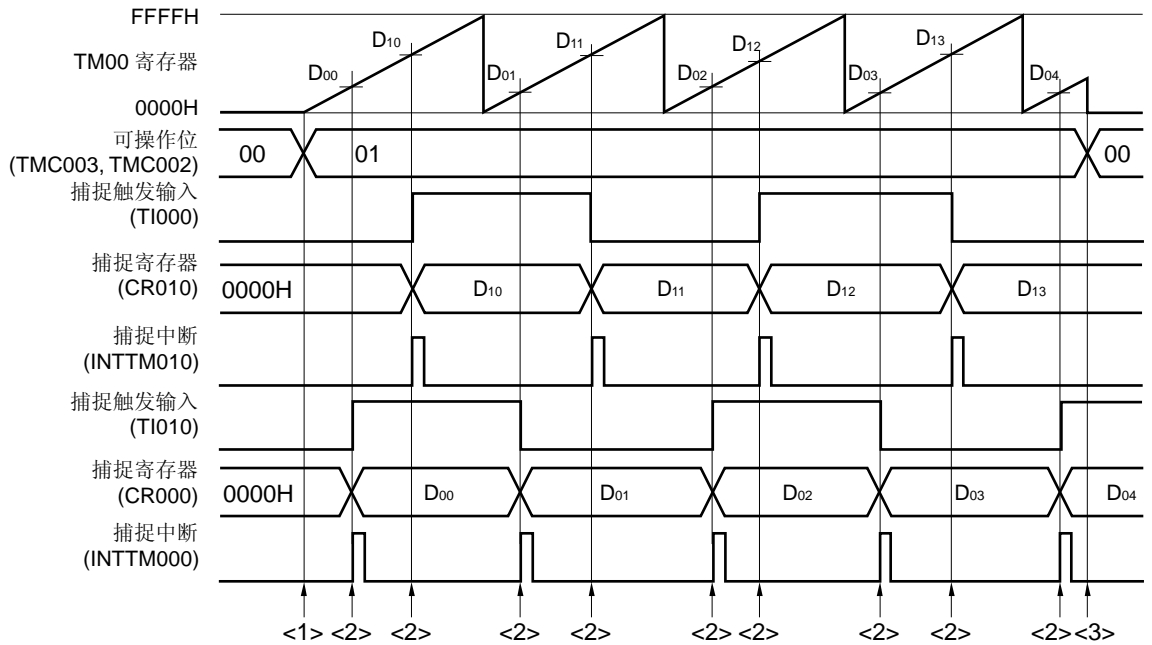 FFFFH
TM00 寄存器
0000H
D00
D10
D01
D11
D02
D12
D03
D13
D04
可操作位
(TMC003, TMC002)
00
01
00
捕捉触发输入
(TI000)
捕捉寄存器
(CR010)
0000H
D10
D11
D12
D13
捕捉中断
(INTTM010)
捕捉触发输入
(TI010)
捕捉寄存器
(CR000)
0000H
D00
D01
D02
D03
D04
捕捉中断
(INTTM000)
<1> <2> <2> <2> <2> <2> <2> <2> <2> <2> <3>